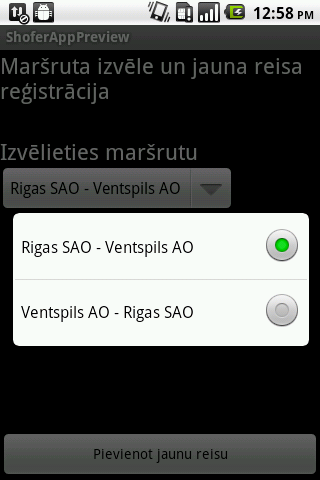 12:58 PM
ShoferAppPreview
Maršruta izvēle un jauna reisa
reģistrācija
Izvēlieties maršrutu
Rigas SAO - Ventspils AO
Rigas SAO - Ventspils AO
Ventspils AO - Rigas SAO
Pievienot jaunu reisu